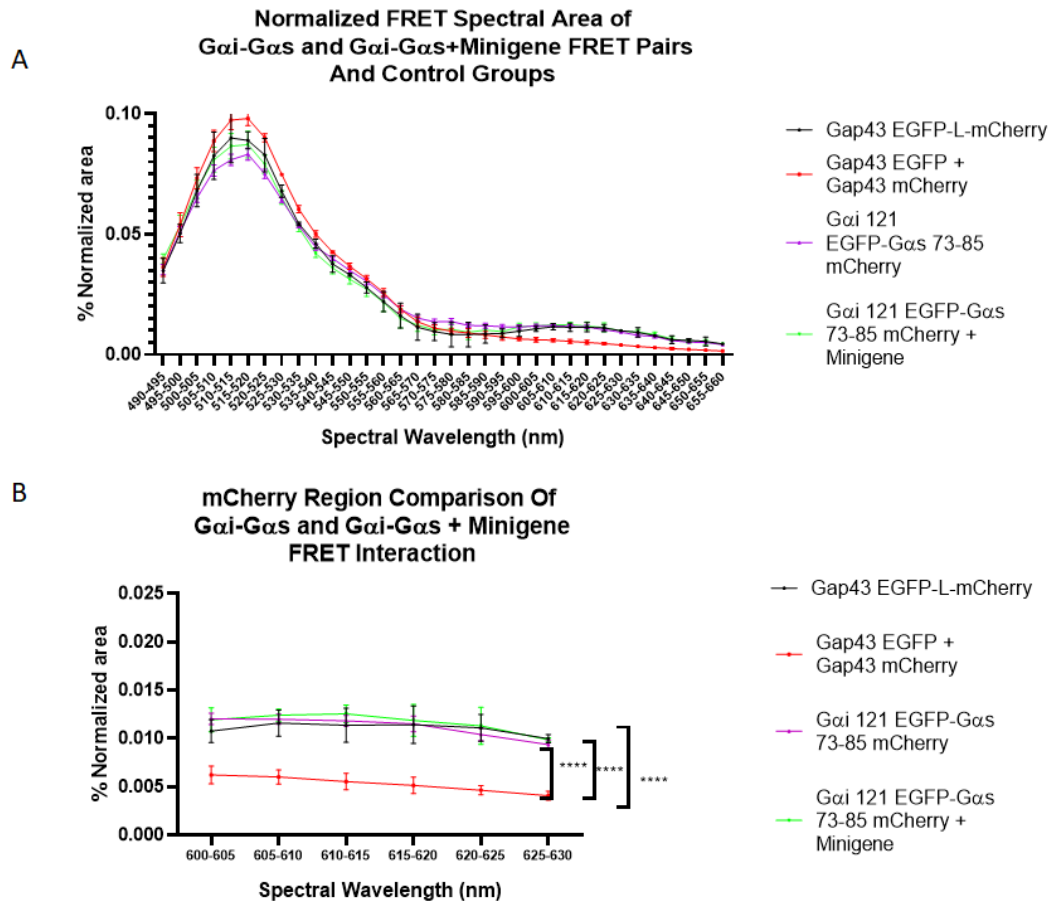 A
Normalized FRET Spectral Area of
Gαi-Gαs and Gαi-Gαs+Minigene FRET Pairs
And Control Groups
% Normalized area
0.10
0.05
0.00
490-495
495-500
500-505
505-510
510-515
515-520
520-525
525-530
530-535
535-540
540-545
545-550
550-555
555-560
560-565
565-570
570-575
575-580
580-585
585-590
590-595
595-600
600-605
605-610
610-615
615-620
620-625
625-630
630-635
635-640
640-645
645-650
650-655
655-660
Spectral Wavelength (nm)
Gap43 EGFP-L-mCherry
Gap43 EGFP +
Gap43 mCherry
Gαi 121
EGFP-Gαs 73-85
mCherry
Gαi 121 EGFP-Gαs
73-85 mCherry +
Minigene
B
mCherry Region Comparison Of
Gαi-Gαs and Gαi-Gαs + Minigene
FRET Interaction
% Normalized area
0.025
0.020
0.015
0.010
0.005
0.000
600-605
605-610
610-615
615-620
620-625
625-630
Spectral Wavelength (nm)
****
****
****
Gap43 EGFP-L-mCherry
Gap43 EGFP +
Gap43 mCherry
Gαi 121 EGFP-Gαs
73-85 mCherry
Gαi 121 EGFP-Gαs
73-85 mCherry +
Minigene